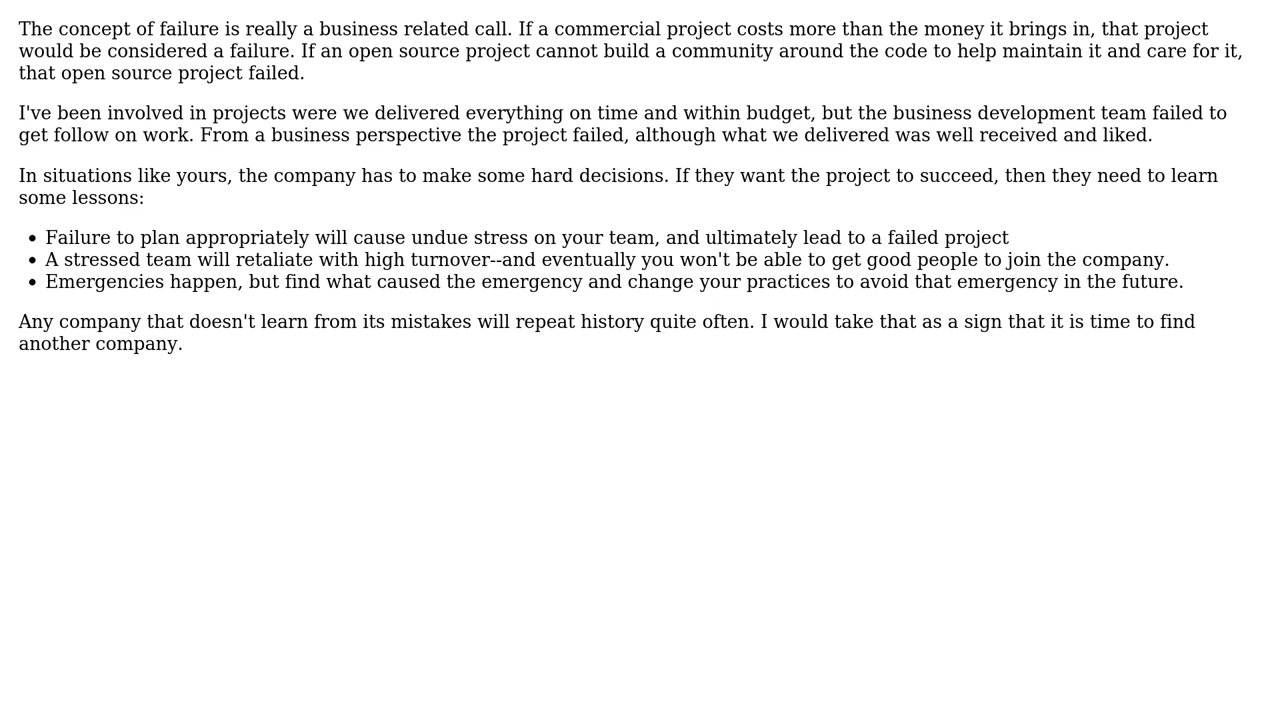 The concept of failure is really a business related call. If a commercial project costs more than the money it brings in, that project
would be considered a failure. If an open source project cannot build a community around the code to help maintain it and care for it,
that open source project failed.
I've been involved in projects were we delivered everything on time and within budget, but the business development team failed to
get follow on work. From a business perspective the project failed, although what we delivered was well received and liked.
In situations like yours, the company has to make some hard decisions. If they want the project to succeed, then they need to learn
some lessons:
• Failure to plan appropriately will cause undue stress on your team, and ultimately lead to a failed project
• A stressed team will retaliate with high turnover--and eventually you won't be able to get good people to join the company.
• Emergencies happen, but find what caused the emergency and change your practices to avoid that emergency in the future.
Any company that doesn't learn from its mistakes will repeat history quite often. I would take that as a sign that it is time to find
another company.